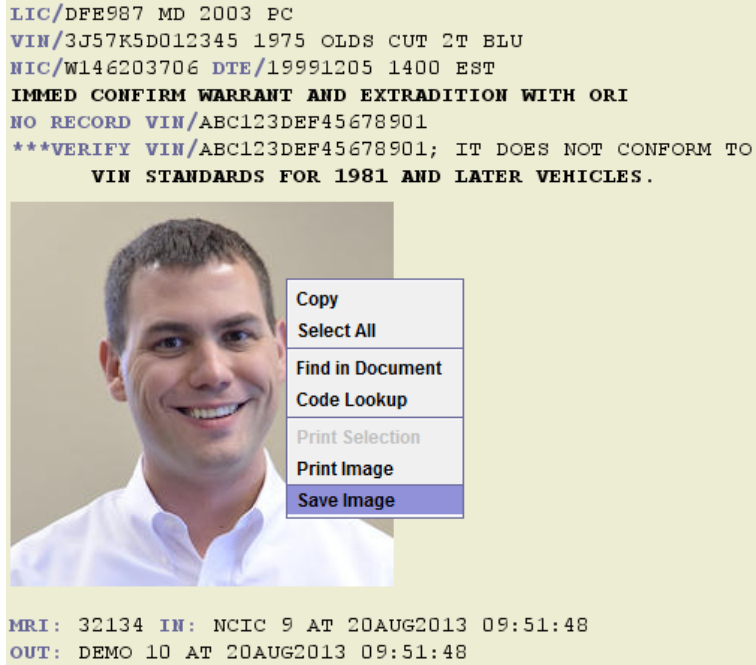 LIC/DFE987 MD 2003 PC
VIN/3J57K5D012345 1975 OLDS CUT 2T BLU
NIC/W146203706 DTE/19991205 1400 EST
IMMED CONFIRM WARRANT AND EXTRADITION WITH ORI
NO RECORD VIN/ABC123DEF45678901
***VERIFY VIN/ABC123DEF45678901; IT DOES NOT CONFORM TO
VIN STANDARDS FOR 1981 AND LATER VEHICLES.
Copy
Select All
Find in Document
Code Lookup
Print Selection
Print Image
Save Image
MRI: 32134 IN: NCIC 9 AT 20AUG2013 09:51:48
OUT: DEMO 10 AT 20AUG2013 09:51:48